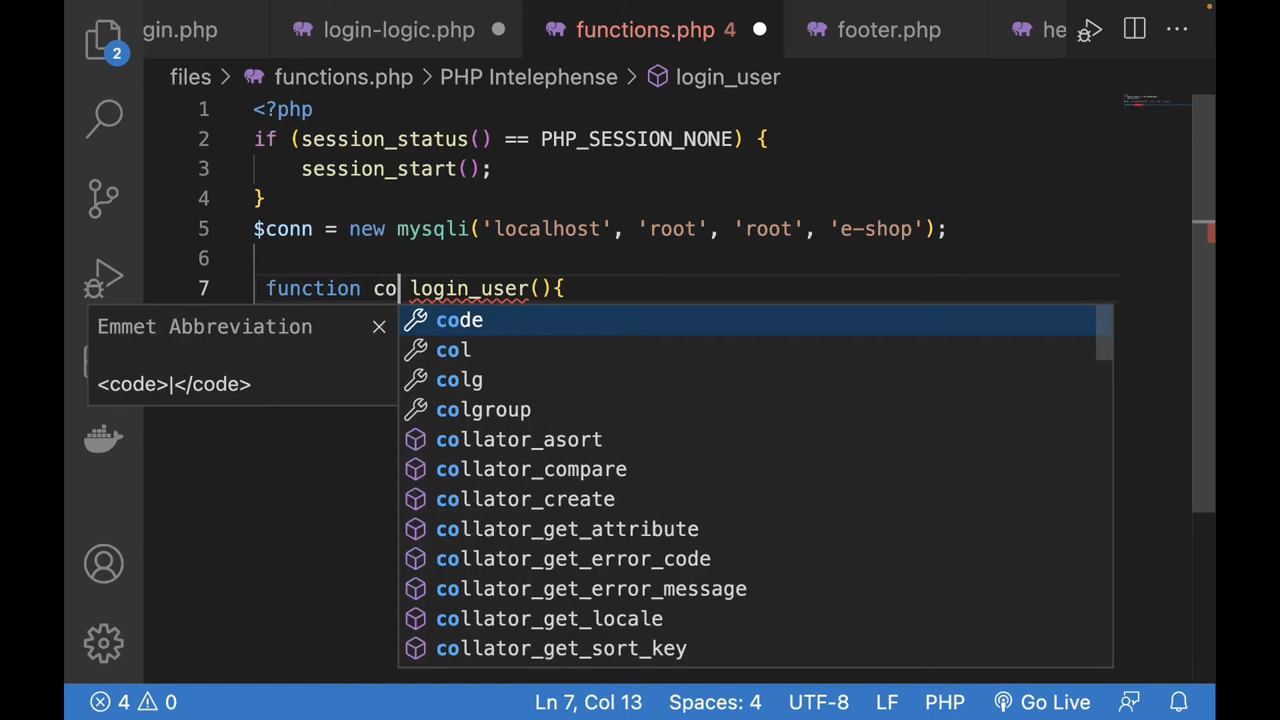 gin.php login-logic.php functions.php 4 footer.php he
2
files > functions.php > PHP Intelephense > login_user
1 <?php
2 if (session_status() == PHP_SESSION_NONE) {
3 session_start();
4 }
5 $conn = new mysqli('localhost', 'root', 'root', 'e-shop');
6
7 function co login_user(){
Emmet Abbreviation
<code>|</code>
code
col
colg
colgroup
collator_asort
collator_compare
collator_create
collator_get_attribute
collator_get_error_code
collator_get_error_message
collator_get_locale
collator_get_sort_key
4 0 Ln 7, Col 13 Spaces: 4 UTF-8 LF PHP Go Live